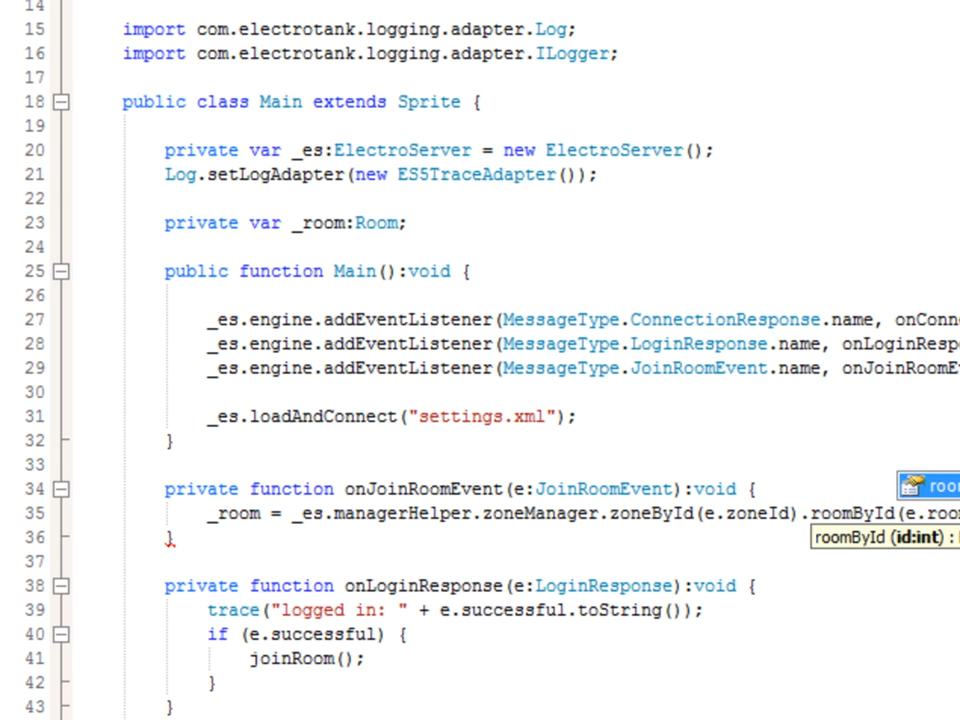 14
15 import com.electrotank.logging.adapter.Log;
16 import com.electrotank.logging.adapter.ILogger;
17
18 public class Main extends Sprite {
19
20 private var _es:ElectroServer = new ElectroServer();
21 Log.setLogAdapter(new ES5TraceAdapter());
22
23 private var _room:Room;
24
25 public function Main():void {
26
27 _es.engine.addEventListener(MessageType.ConnectionResponse.name, onConn
28 _es.engine.addEventListener(MessageType.LoginResponse.name, onLoginResp
29 _es.engine.addEventListener(MessageType.JoinRoomEvent.name, onJoinRoomE
30
31 _es.loadAndConnect("settings.xml");
32 }
33
34 private function onJoinRoomEvent(e:JoinRoomEvent):void { roo
35 _room = _es.managerHelper.zoneManager.zoneById(e.zoneId).roomById(e.roo
36 } roomById (id:int) :
37
38 private function onLoginResponse(e:LoginResponse):void {
39 trace("logged in: " + e.successful.toString());
40 if (e.successful) {
41 joinRoom();
42 }
43 }